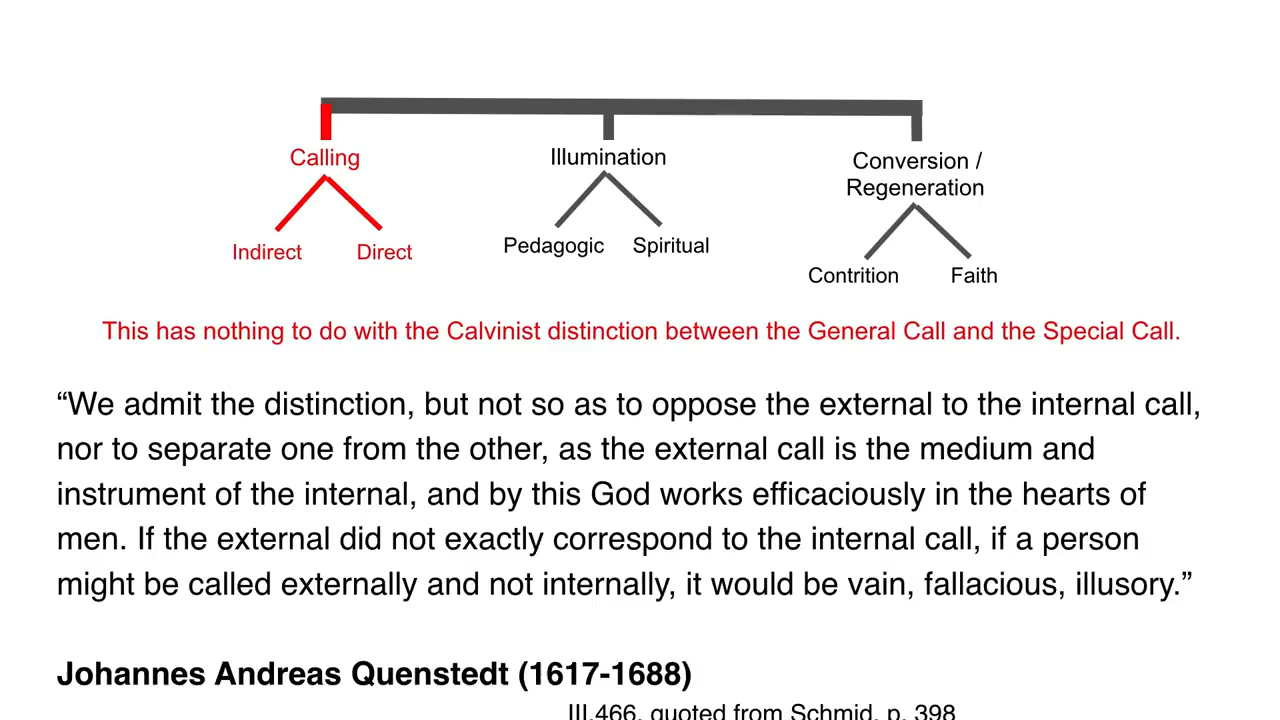 Calling
Illumination
Conversion /
Regeneration
Indirect
Direct
Pedagogic
Spiritual
Contrition
Faith
This has nothing to do with the Calvinist distinction between the General Call and the Special Call.
“We admit the distinction, but not so as to oppose the external to the internal call,
nor to separate one from the other, as the external call is the medium and
instrument of the internal, and by this God works efficaciously in the hearts of
men. If the external did not exactly correspond to the internal call, if a person
might be called externally and not internally, it would be vain, fallacious, illusory.”
Johannes Andreas Quenstedt (1617-1688)
III.466, quoted from Schmid, p. 398